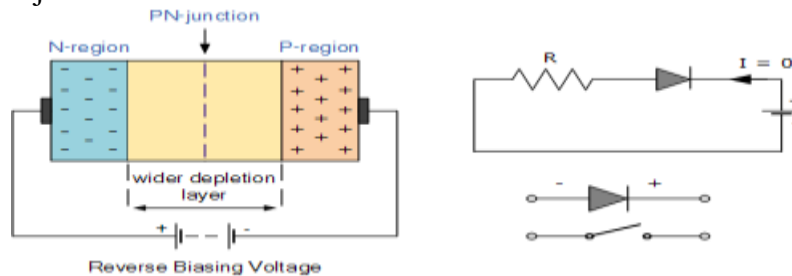 PN-junction
N-region
P-region
wider depletion
layer
+ -
Reverse Biasing Voltage
R
I = 0
- +